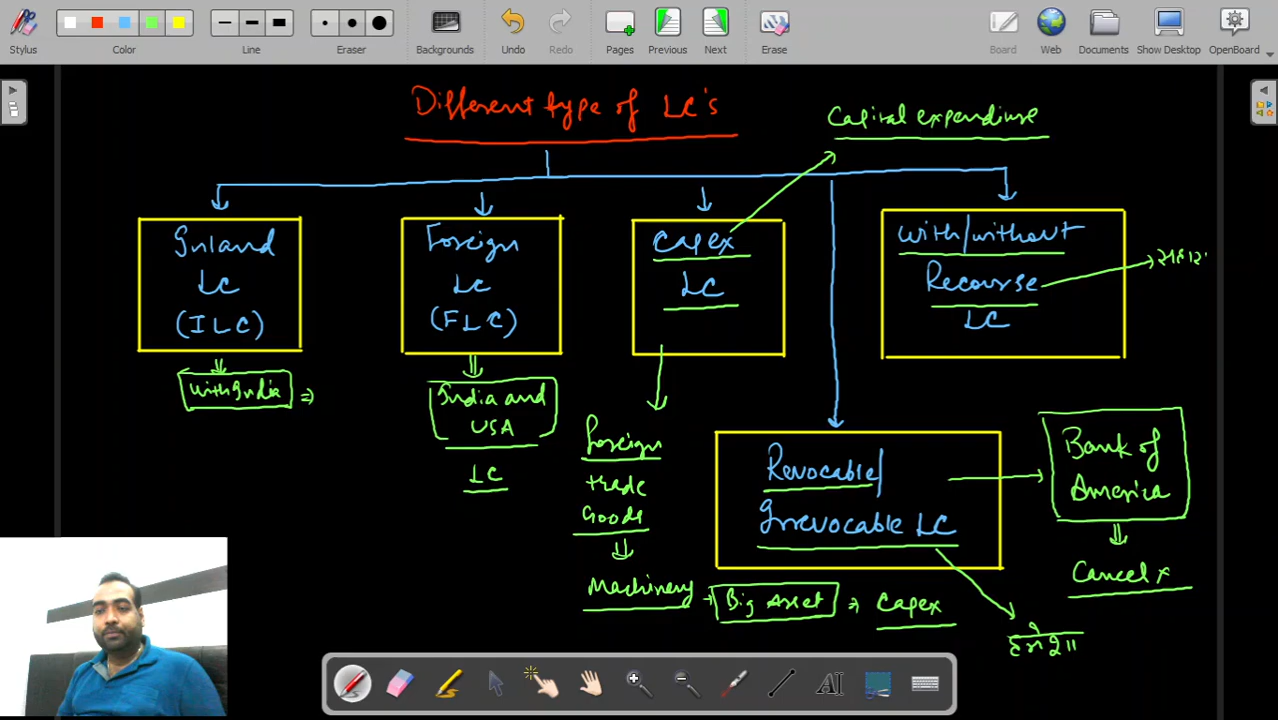 Stylus
Color
Line
Eraser
Backgrounds
Undo
Redo
Pages
Previous
Next
Erase
Board
Web
Documents
Show Desktop
OpenBoard
Different type of LC's
Capital expendiure
Inland
LC
(ILC)
Foreign
LC
(FLC)
Capex
LC
with/without
Recourse
LC
with India ⇒
India and
USA
LC
foreign
trade
Goods
Machinery → Big Asset ⇒ Capex
Revocable/
Irrevocable LC
Bank of
America
Cancel x